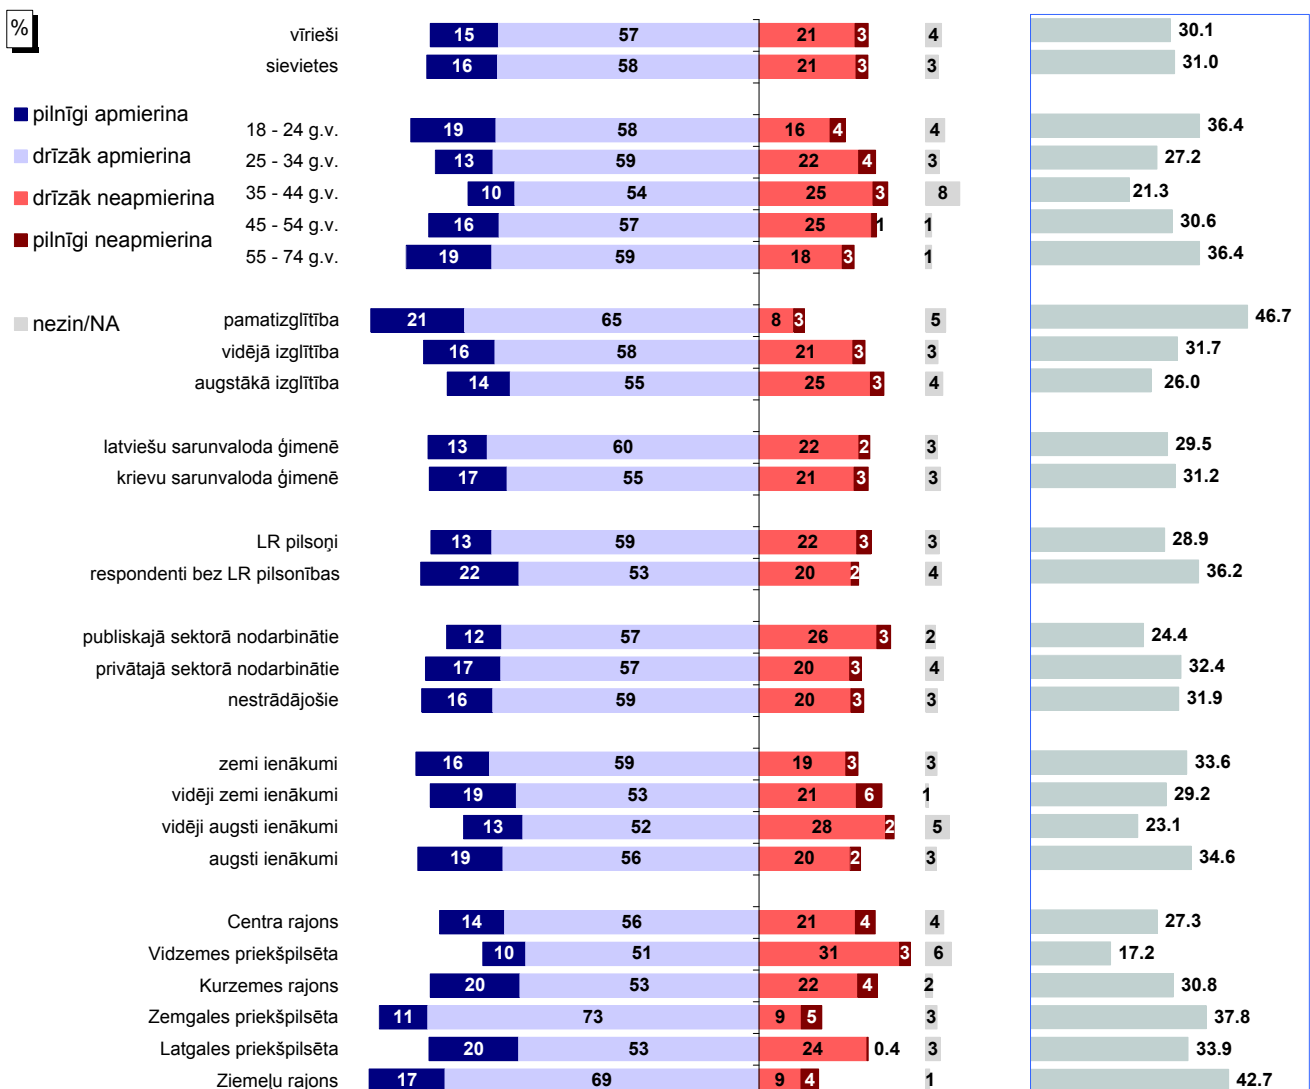 %
pilnīgi apmierina
drīzāk apmierina
drīzāk neapmierina
pilnīgi neapmierina
nezin/NA
vīrieši 15 57 21 3 4 30.1
sievietes 16 58 21 3 3 31.0
18 - 24 g.v. 19 58 16 4 4 36.4
25 - 34 g.v. 13 59 22 4 3 27.2
35 - 44 g.v. 10 54 25 3 8 21.3
45 - 54 g.v. 16 57 25 1 1 30.6
55 - 74 g.v. 19 59 18 3 1 36.4
pamatizglītība 21 65 8 3 5 46.7
vidējā izglītība 16 58 21 3 3 31.7
augstākā izglītība 14 55 25 3 4 26.0
latviešu sarunvaloda ģimenē 13 60 22 2 3 29.5
krievu sarunvaloda ģimenē 17 55 21 3 3 31.2
LR pilsoņi 13 59 22 3 3 28.9
respondenti bez LR pilsonības 22 53 20 2 4 36.2
publiskajā sektorā nodarbinātie 12 57 26 3 2 24.4
privātajā sektorā nodarbinātie 17 57 20 3 4 32.4
nestrādājošie 16 59 20 3 3 31.9
zemi ienākumi 16 59 19 3 3 33.6
vidēji zemi ienākumi 19 53 21 6 1 29.2
vidēji augsti ienākumi 13 52 28 2 5 23.1
augsti ienākumi 19 56 20 2 3 34.6
Centra rajons 14 56 21 4 4 27.3
Vidzemes priekšpilsēta 10 51 31 3 6 17.2
Kurzemes rajons 20 53 22 4 2 30.8
Zemgales priekšpilsēta 11 73 9 5 3 37.8
Latgales priekšpilsēta 20 53 24 0.4 3 33.9
Ziemeļu rajons 17 69 9 4 1 42.7